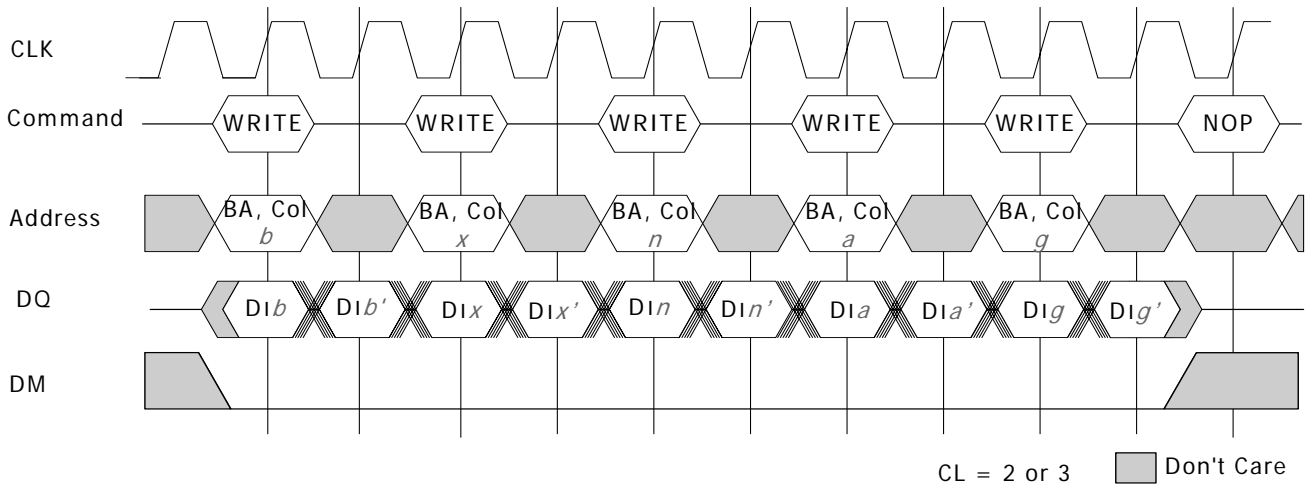 CLK
Command WRITE WRITE WRITE WRITE WRITE NOP
Address BA, Col BA, Col BA, Col BA, Col BA, Col
b x n a g
DQ DIb DIb' DIx DIx’ DIn DIn’ DIa DIa’ DIg DIg’
DM
CL = 2 or 3 Don't Care